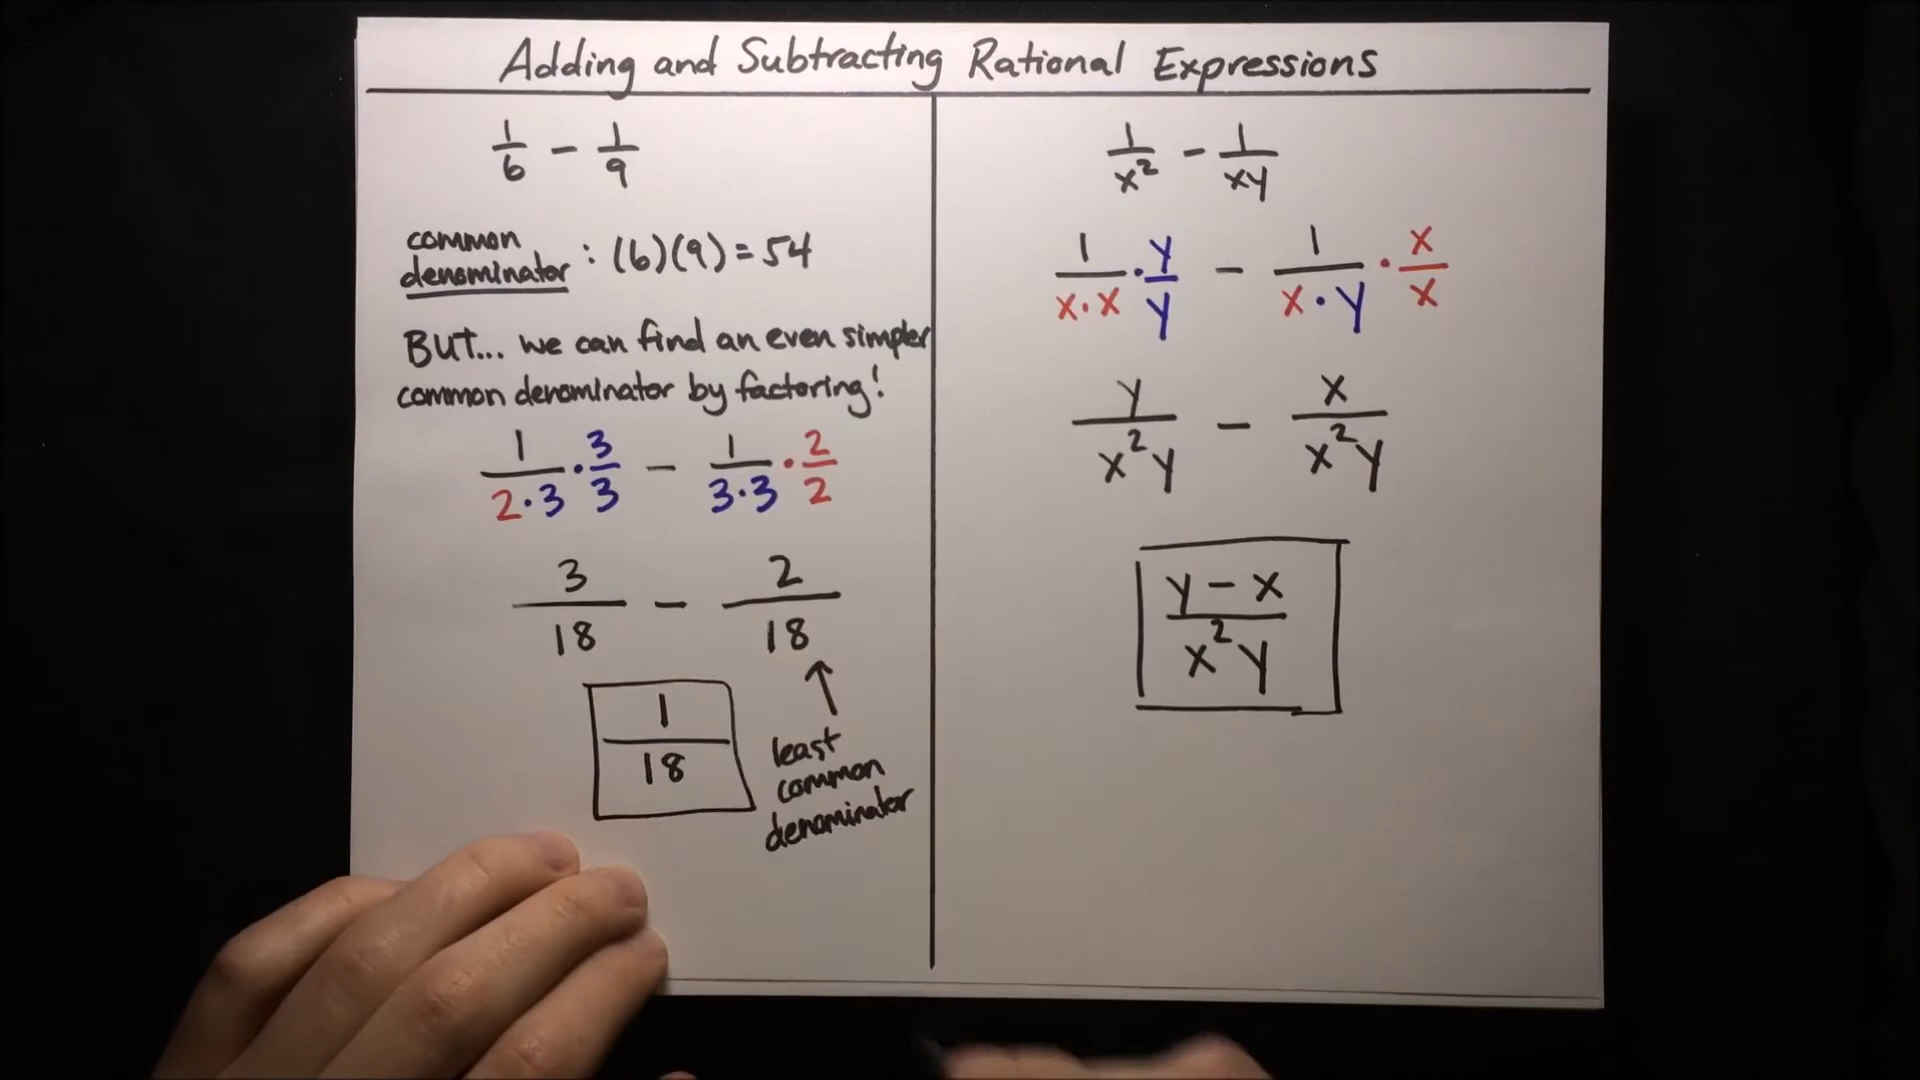 Adding and Subtracting Rational Expressions
1/6 - 1/9
common
denominator : (6)(9) = 54
BUT... we can find an even simpler
common denominator by factoring!
1/(2·3) · 3/3 - 1/(3·3) · 2/2
3/18 - 2/18
1/18
least
common
denominator
1/x² - 1/xy
1/(x·x) · y/y - 1/(x·y) · x/x
y/x²y - x/x²y
(y - x)/x²y